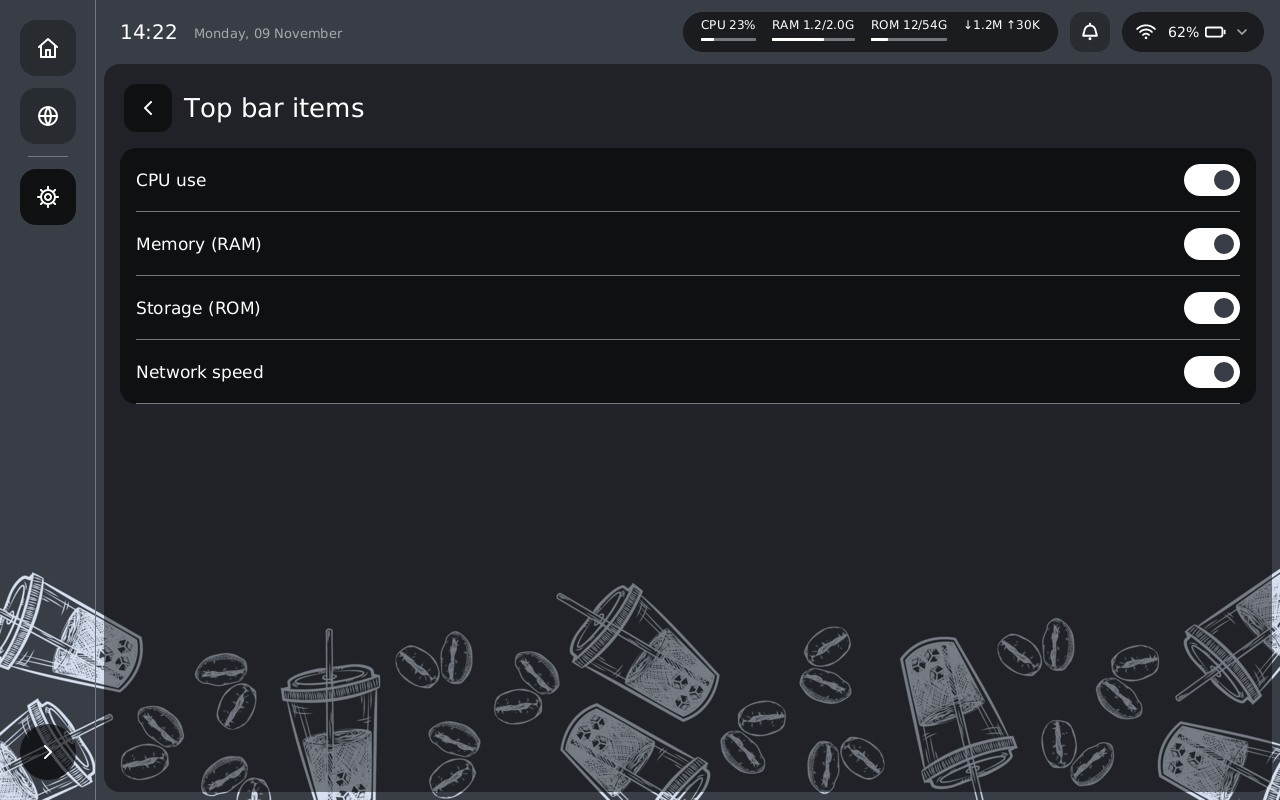 14:22 Monday, 09 November CPU 23% RAM 1.2/2.0G ROM 12/54G ↓1.2M ↑30K 62%
Top bar items
CPU use
Memory (RAM)
Storage (ROM)
Network speed